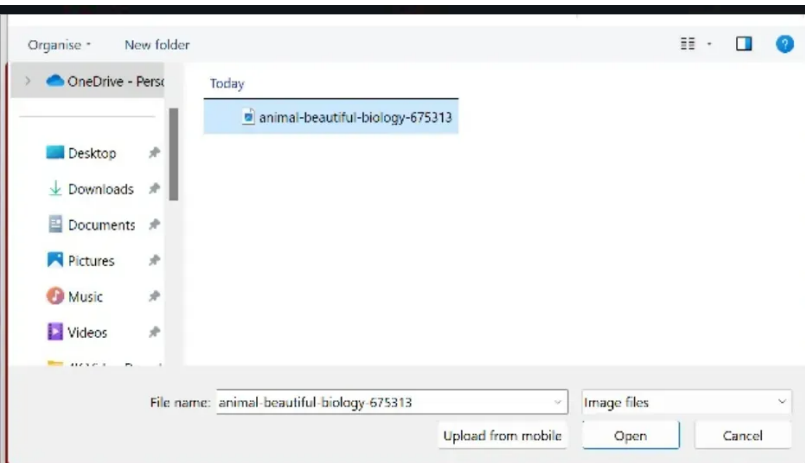 Organise
New folder
OneDrive - Perso
Today
animal-beautiful-biology-675313
Desktop
Downloads
Documents
Pictures
Music
Videos
File name: animal-beautiful-biology-675313
Image files
Upload from mobile
Open
Cancel